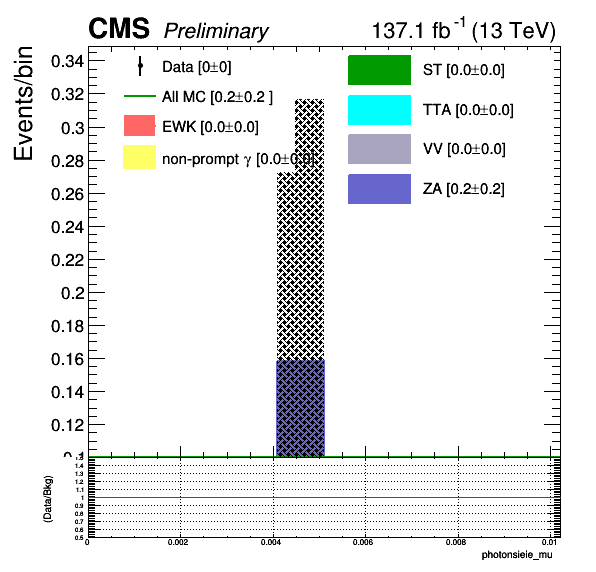 CMS Preliminary 137.1 fb⁻¹ (13 TeV)
Events/bin
Data [0±0]
All MC [0.2±0.2 ]
EWK [0.0±0.0]
non-prompt γ [0.0±0.0]
ST [0.0±0.0]
TTA [0.0±0.0]
VV [0.0±0.0]
ZA [0.2±0.2]
0.34
0.32
0.3
0.28
0.26
0.24
0.22
0.2
0.18
0.16
0.14
0.12
(Data/Bkg)
1.4
1.3
1.2
1.1
1
0.9
0.8
0.7
0.6
0.5
0 0.002 0.004 0.006 0.008 0.01
photonsieie_mu